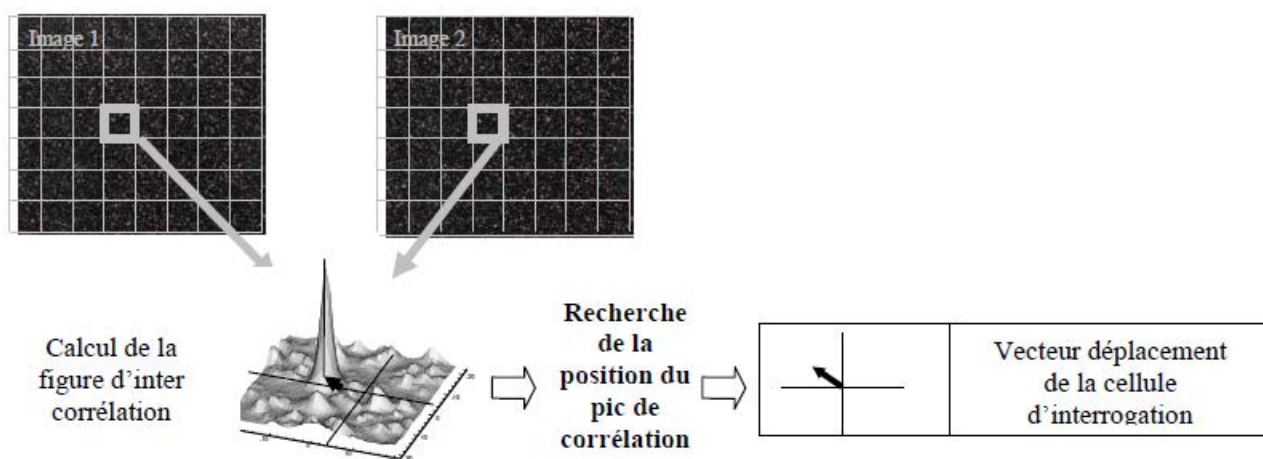 Image 1
Image 2
Calcul de la
figure d’inter
corrélation
Recherche
de la
position du
pic de
corrélation
Vecteur déplacement
de la cellule
d’interrogation